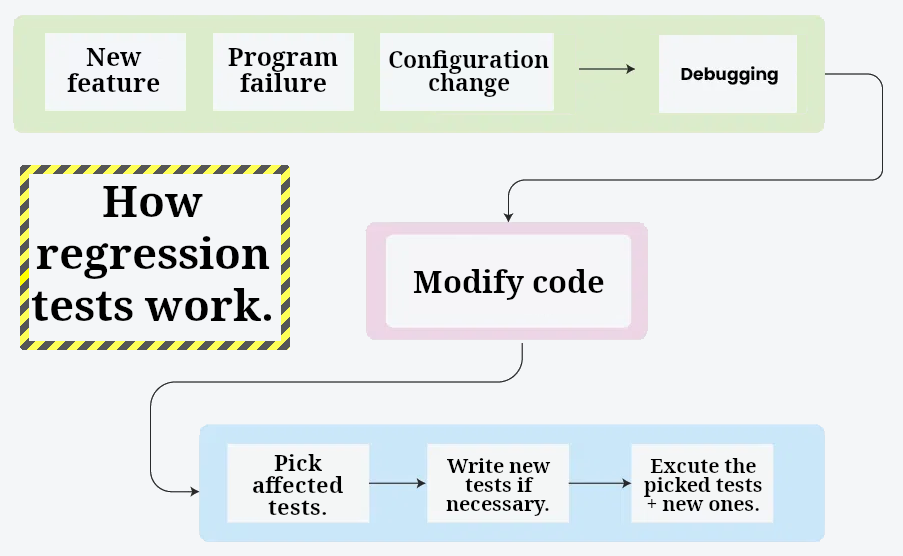 New
feature
Program
failure
Configuration
change
Debugging
How
regression
tests work.
Modify code
Pick
affected
tests.
Write new
tests if
necessary.
Excute the
picked tests
+ new ones.